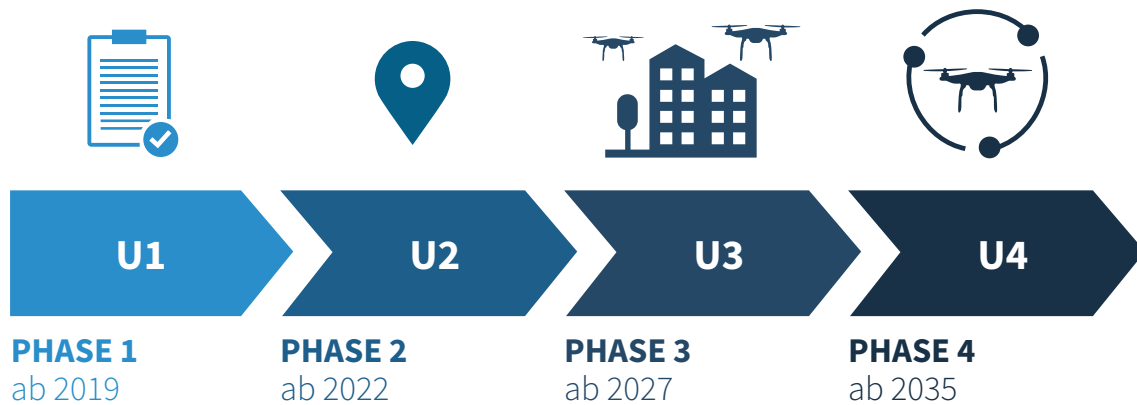 U1
U2
U3
U4
PHASE 1
ab 2019
PHASE 2
ab 2022
PHASE 3
ab 2027
PHASE 4
ab 2035